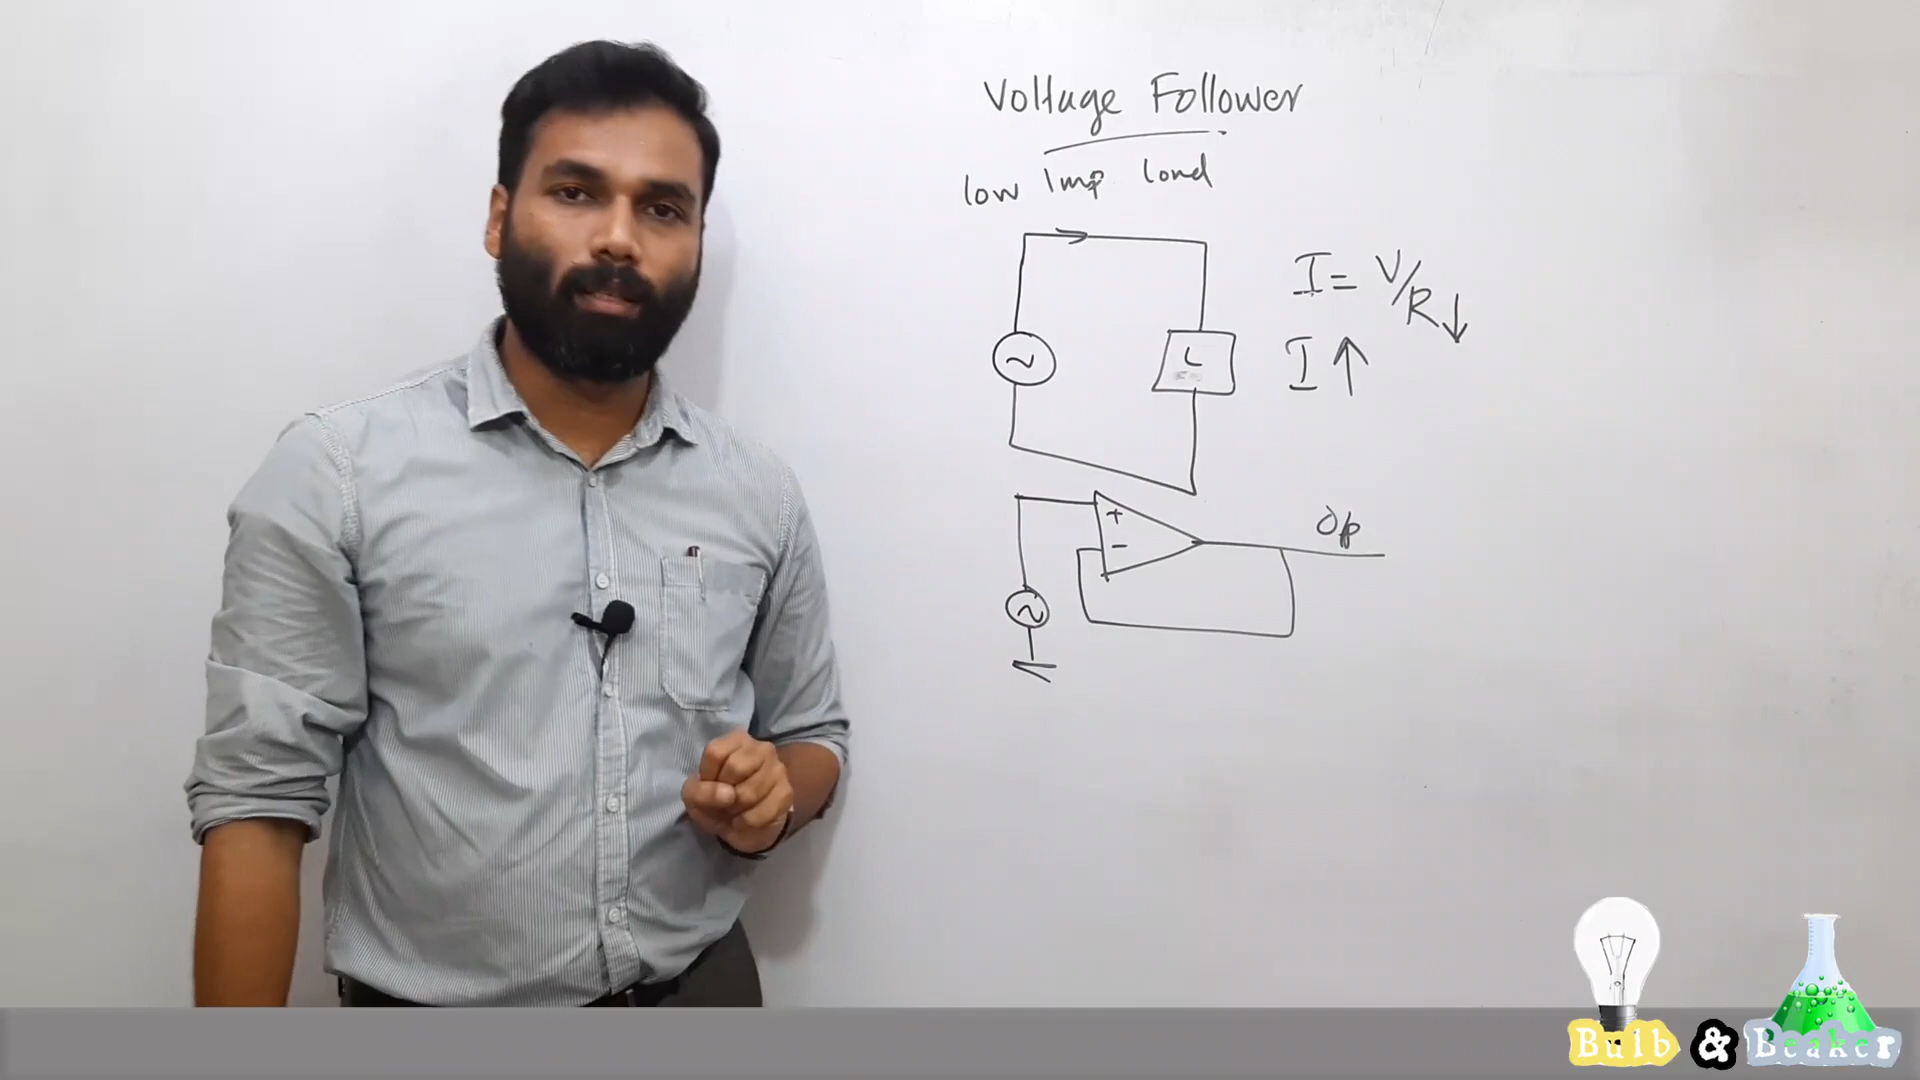 Voltage Follower
low Imp load
I = V/R ↓
I ↑
L
+
-
O/p
Bulb & Beaker